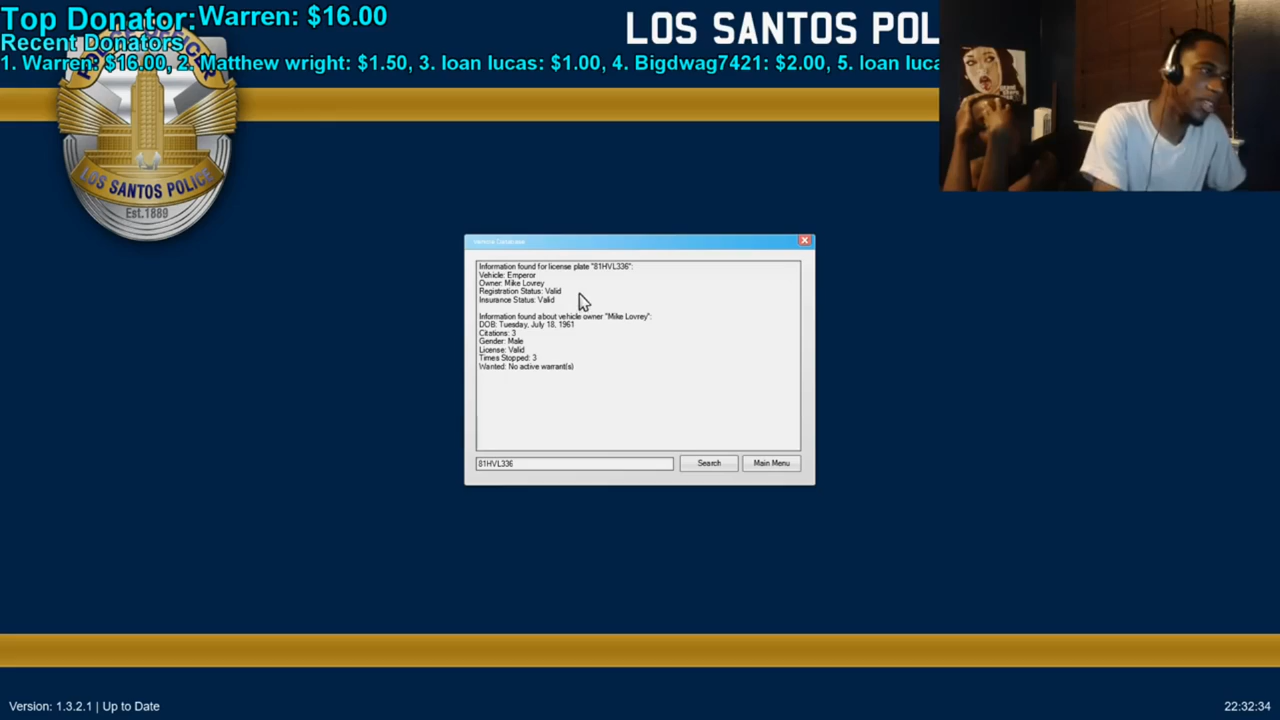 Top Donator:Warren: $16.00
Recent Donators
1. Warren: $16.00, 2. Matthew wright: $1.50, 3. Ioan lucas: $1.00, 4. Bigdwag7421: $2.00, 5. Ioan luca
LOS SANTOS POL
LOS SANTOS POLICE
Est.1889
Information found for license plate "81HVL336":
Vehicle: Emperor
Owner: Mike Lovrey
Registration Status: Valid
Insurance Status: Valid
Information found about vehicle owner "Mike Lovrey":
DOB: Tuesday, July 18, 1961
Citations: 3
Gender: Male
License: Valid
Times Stopped: 3
Wanted: No active warrant(s)
81HVL336
Search
Main Menu
Version: 1.3.2.1 | Up to Date
22:32:34